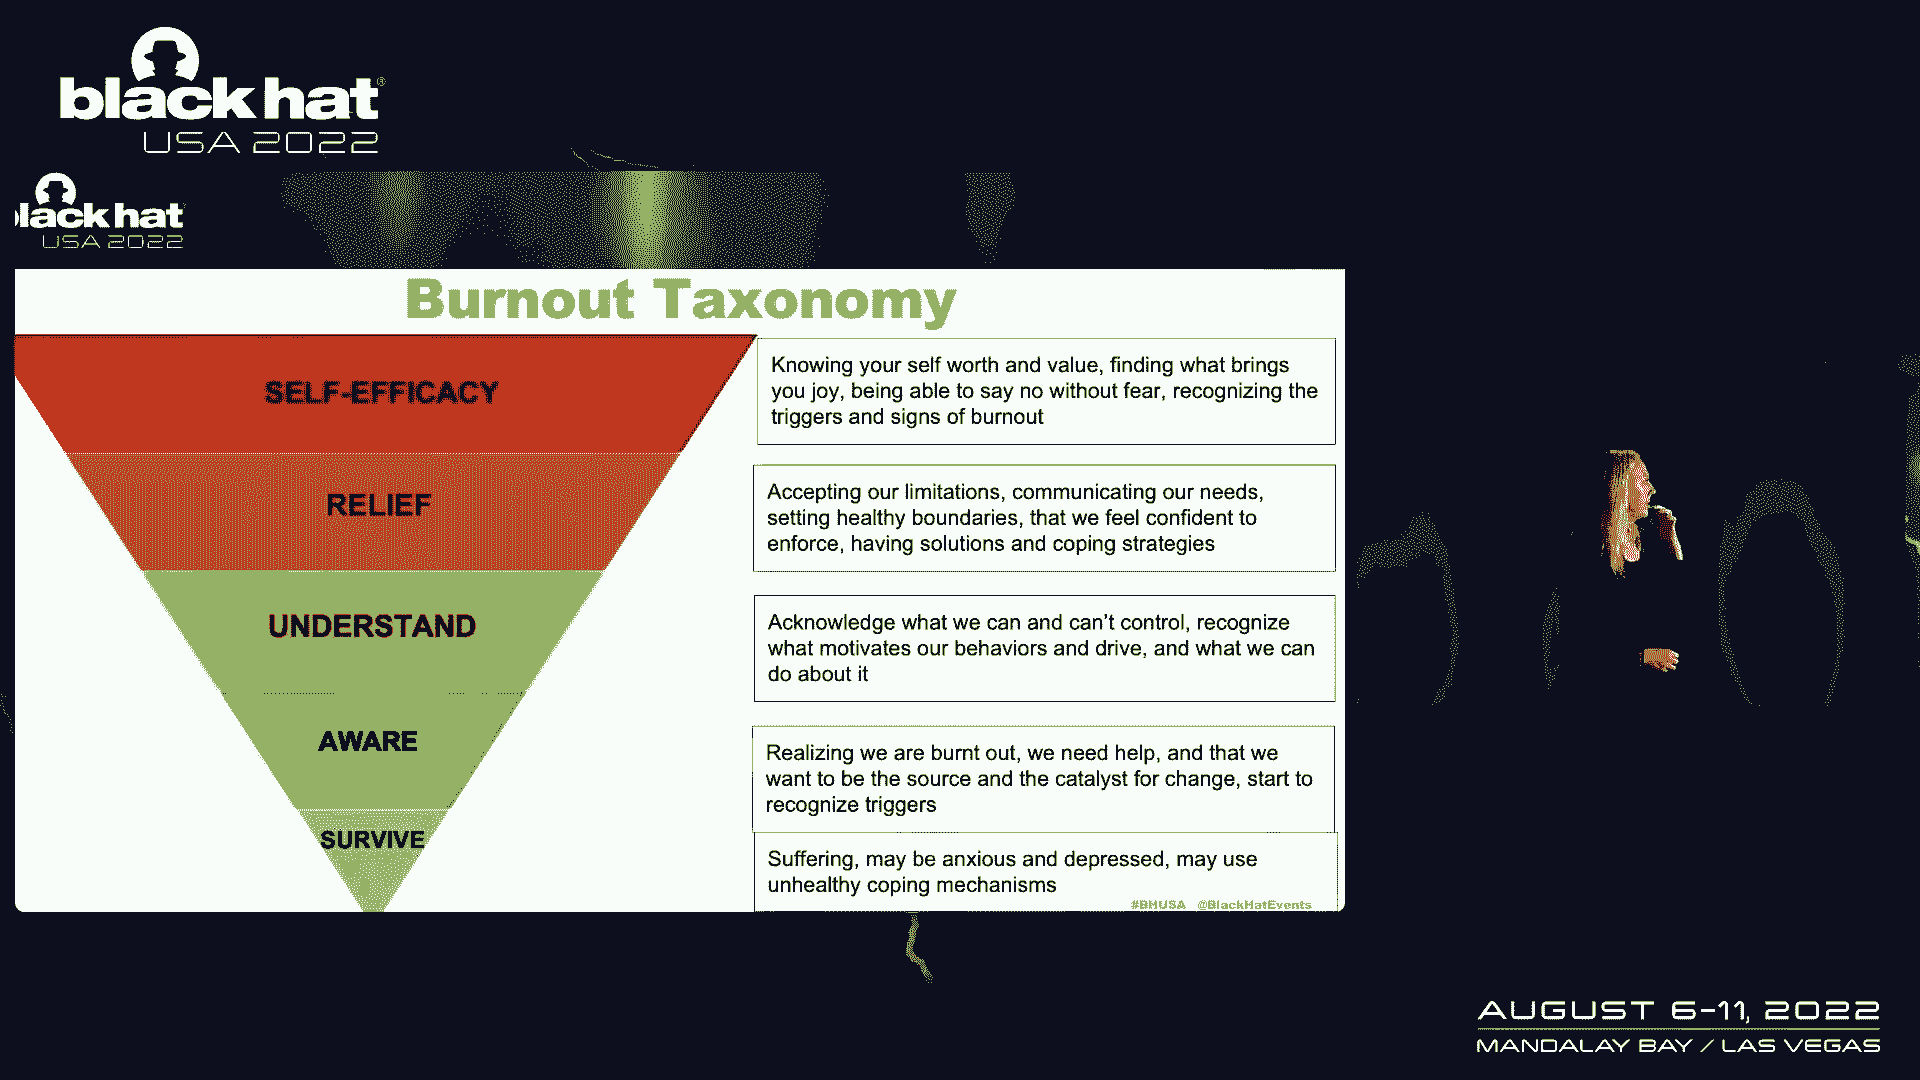 black hat®
USA 2022
lack hat
USA 2022
Burnout Taxonomy
SELF-EFFICACY
Knowing your self worth and value, finding what brings
you joy, being able to say no without fear, recognizing the
triggers and signs of burnout
RELIEF
Accepting our limitations, communicating our needs,
setting healthy boundaries, that we feel confident to
enforce, having solutions and coping strategies
UNDERSTAND
Acknowledge what we can and can’t control, recognize
what motivates our behaviors and drive, and what we can
do about it
AWARE
Realizing we are burnt out, we need help, and that we
want to be the source and the catalyst for change, start to
recognize triggers
SURVIVE
Suffering, may be anxious and depressed, may use
unhealthy coping mechanisms
#BHUSA @BlackHatEvents
AUGUST 6-11, 2022
MANDALAY BAY / LAS VEGAS